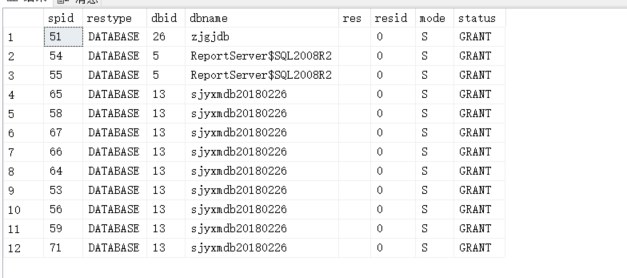 消息
spid restype dbid dbname res resid mode status
1 51 DATABASE 26 zjgjdb 0 S GRANT
2 54 DATABASE 5 ReportServer$SQL2008R2 0 S GRANT
3 55 DATABASE 5 ReportServer$SQL2008R2 0 S GRANT
4 65 DATABASE 13 sjyxmdb20180226 0 S GRANT
5 58 DATABASE 13 sjyxmdb20180226 0 S GRANT
6 67 DATABASE 13 sjyxmdb20180226 0 S GRANT
7 66 DATABASE 13 sjyxmdb20180226 0 S GRANT
8 64 DATABASE 13 sjyxmdb20180226 0 S GRANT
9 53 DATABASE 13 sjyxmdb20180226 0 S GRANT
10 56 DATABASE 13 sjyxmdb20180226 0 S GRANT
11 59 DATABASE 13 sjyxmdb20180226 0 S GRANT
12 71 DATABASE 13 sjyxmdb20180226 0 S GRANT